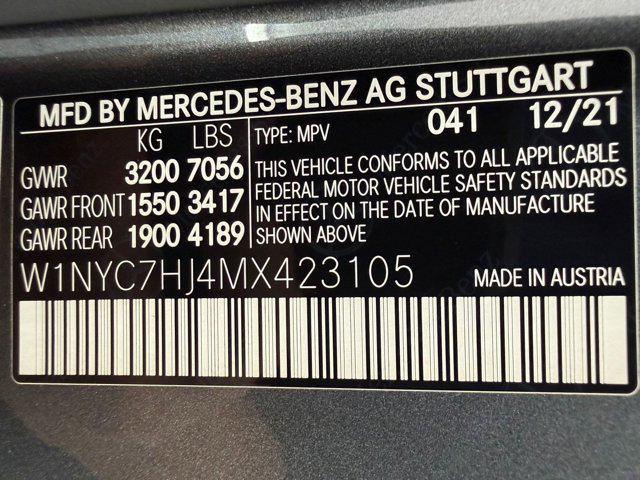 MFD BY MERCEDES-BENZ AG STUTTGART
KG LBS
TYPE: MPV 041 12/21
GVWR 3200 7056
GAWR FRONT 1550 3417
GAWR REAR 1900 4189
THIS VEHICLE CONFORMS TO ALL APPLICABLE
FEDERAL MOTOR VEHICLE SAFETY STANDARDS
IN EFFECT ON THE DATE OF MANUFACTURE
SHOWN ABOVE
W1NYC7HJ4MX423105
MADE IN AUSTRIA